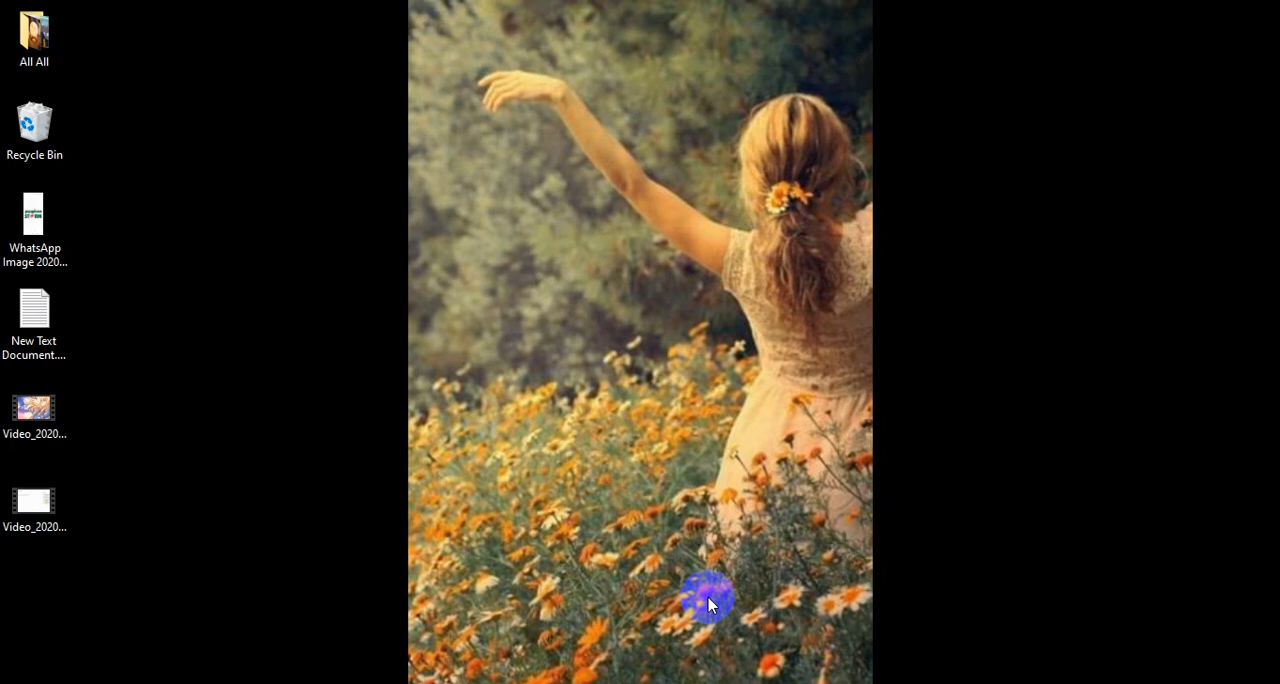 All All
Recycle Bin
WhatsApp
Image 2020...
New Text
Document....
Video_2020...
Video_2020...